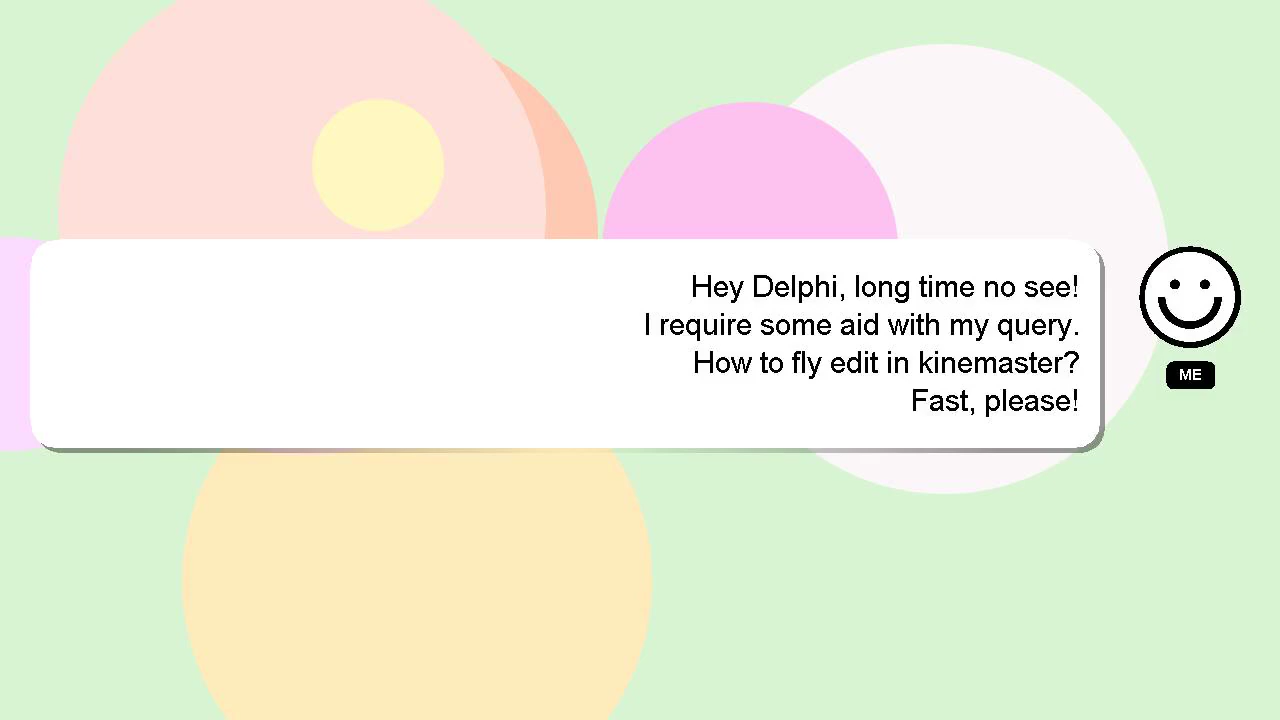 Hey Delphi, long time no see!
I require some aid with my query.
How to fly edit in kinemaster?
Fast, please!
ME